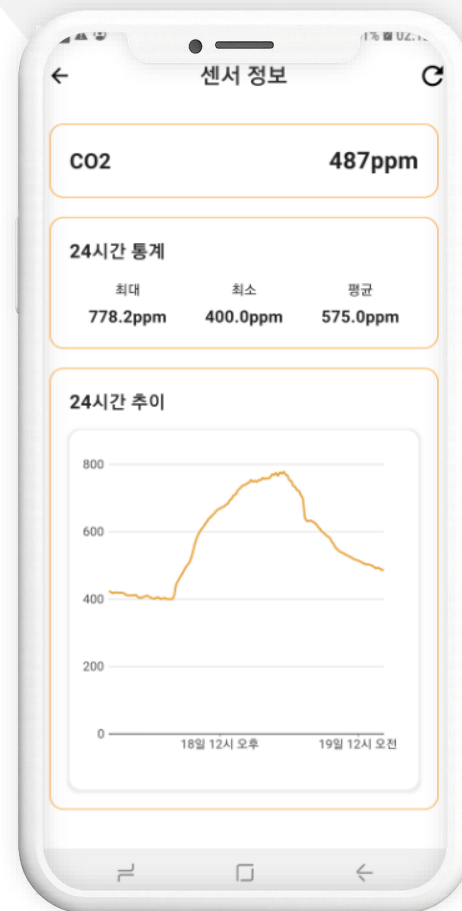 센서 정보
CO2 487ppm
24시간 통계
최대 최소 평균
778.2ppm 400.0ppm 575.0ppm
24시간 추이
800
600
400
200
0
18일 12시 오후 19일 12시 오전